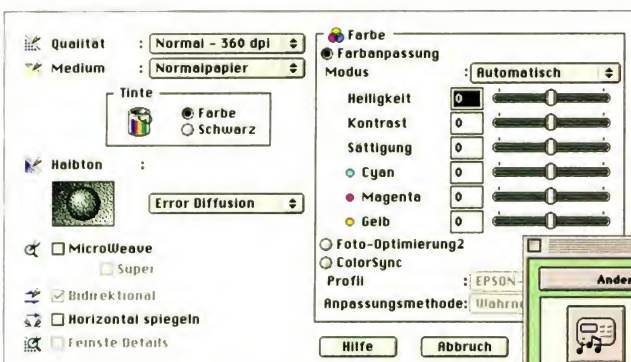 Qualität : Normal - 360 dpi
Medium : Normalpapier
Tinte
Farbe
Schwarz
Halbton :
Error Diffusion
MicroWeave
Super
Bidirektional
Horizontal spiegeln
Feinste Details
Farbe
Farbanpassung
Modus : Automatisch
Helligkeit 0
Kontrast 0
Sättigung 0
Cyan 0
Magenta 0
Gelb 0
Foto-Optimierung2
ColorSync
Profil : EPSON-
Anpassungsmethode:
Hilfe Abbruch